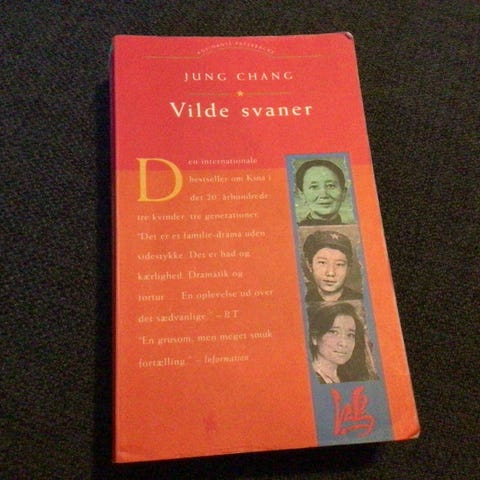 JUNG CHANG
Vilde svaner
Den internationale
bestseller om Kina i
det 20. århundrede:
tre kvinder, tre generationer.
"Det er et familie-drama uden
sidestykke. Det er had og
kærlighed. Dramatik og
tortur ... En oplevelse ud over
det sædvanlige." – BT
"En grusom, men meget smuk
fortælling." – Information
鴻